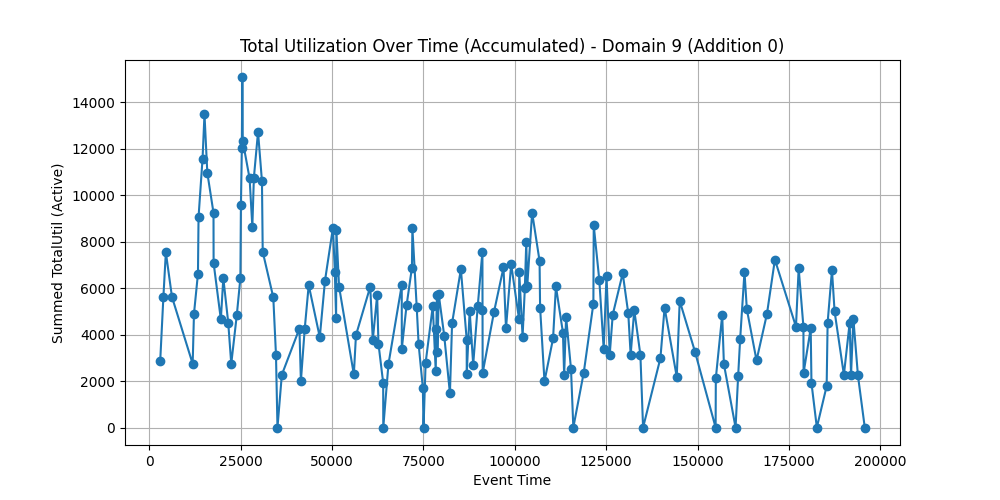 Total Utilization Over Time (Accumulated) - Domain 9 (Addition 0)
Summed TotalUtil (Active)
14000
12000
10000
8000
6000
4000
2000
0
0 25000 50000 75000 100000 125000 150000 175000 200000
Event Time